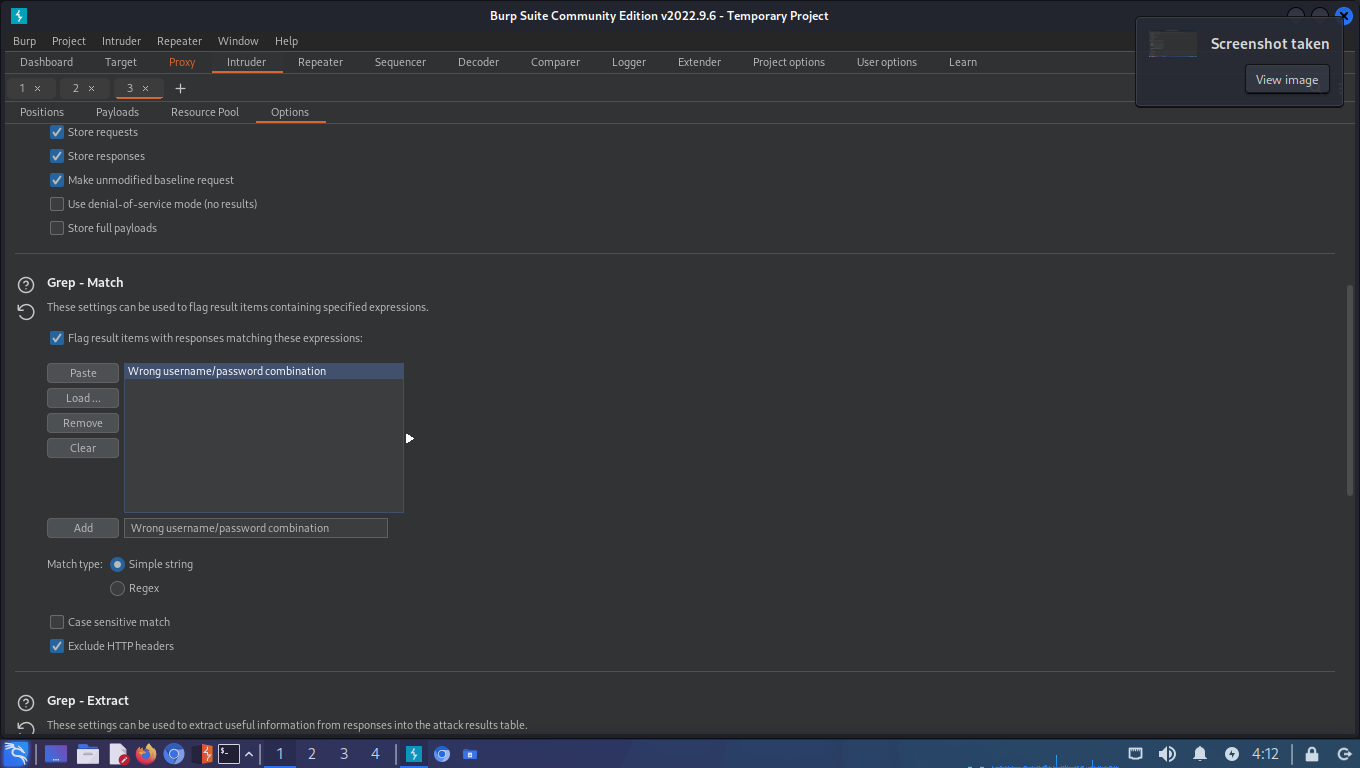 Burp Suite Community Edition v2022.9.6 - Temporary Project
Burp Project Intruder Repeater Window Help
Screenshot taken
View image
Dashboard Target Proxy Intruder Repeater Sequencer Decoder Comparer Logger Extender Project options User options Learn
1 × 2 × 3 × +
Positions Payloads Resource Pool Options
Store requests
Store responses
Make unmodified baseline request
Use denial-of-service mode (no results)
Store full payloads
? Grep - Match
These settings can be used to flag result items containing specified expressions.
Flag result items with responses matching these expressions:
Paste
Wrong username/password combination
Load ...
Remove
Clear
Add
Wrong username/password combination
Match type: Simple string
Regex
Case sensitive match
Exclude HTTP headers
? Grep - Extract
These settings can be used to extract useful information from responses into the attack results table.
1 2 3 4 4:12